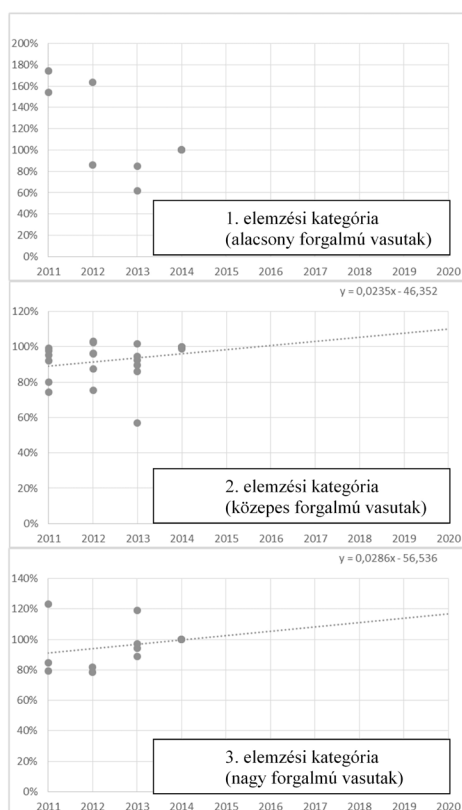 200%
180%
160%
140%
120%
100%
80%
60%
40%
20%
0%
1. elemzési kategória
(alacsony forgalmú vasutak)
2011 2012 2013 2014 2015 2016 2017 2018 2019 2020
y = 0,0235x - 46,352
120%
100%
80%
60%
40%
20%
0%
2. elemzési kategória
(közepes forgalmú vasutak)
2011 2012 2013 2014 2015 2016 2017 2018 2019 2020
y = 0,0286x - 56,536
140%
120%
100%
80%
60%
40%
20%
0%
3. elemzési kategória
(nagy forgalmú vasutak)
2011 2012 2013 2014 2015 2016 2017 2018 2019 2020